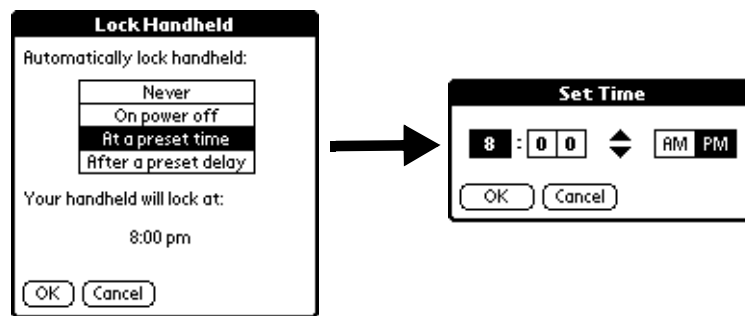 Lock Handheld
Automatically lock handheld:
Never
On power off
At a preset time
After a preset delay
Your handheld will lock at:
8:00 pm
OK Cancel
Set Time
8 : 0 0 AM PM
OK Cancel